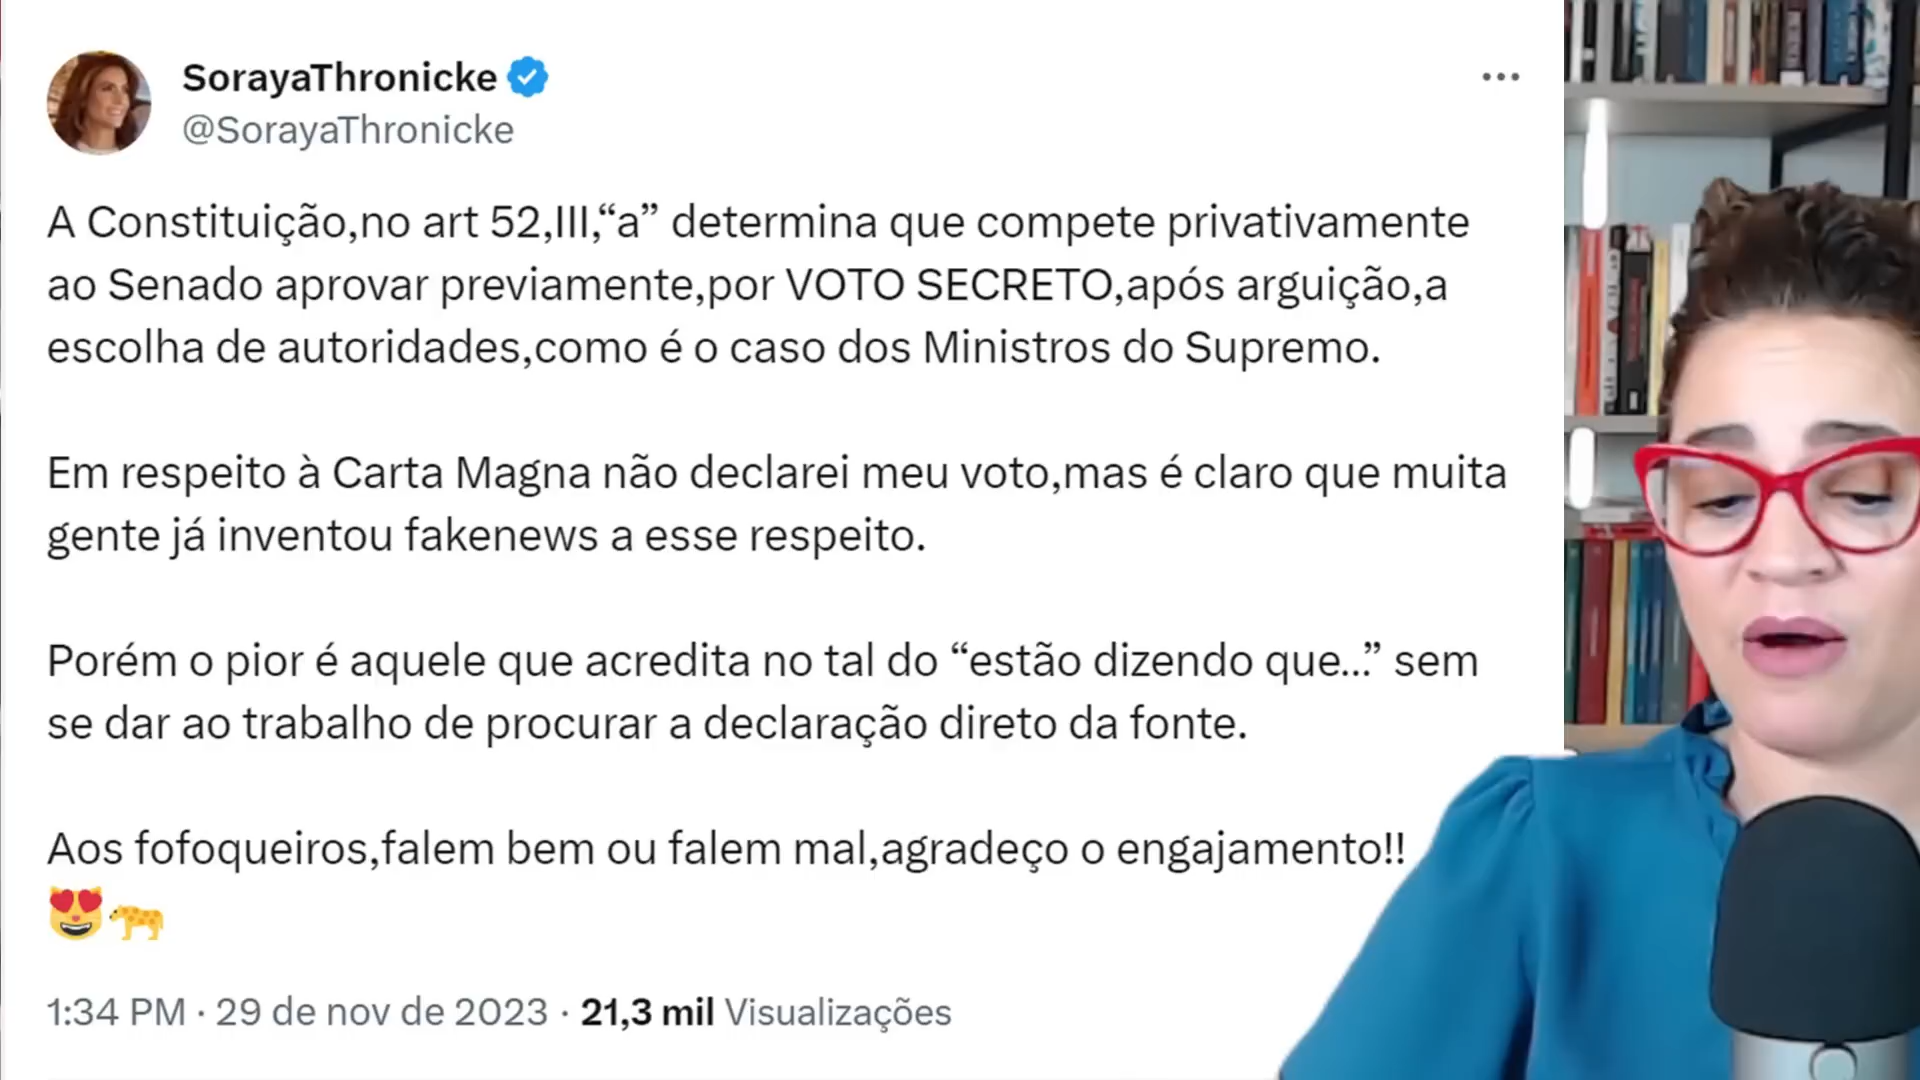 SorayaThronicke
@SorayaThronicke
A Constituição,no art 52,III,“a” determina que compete privativamente
ao Senado aprovar previamente,por VOTO SECRETO,após arguição,a
escolha de autoridades,como é o caso dos Ministros do Supremo.
Em respeito à Carta Magna não declarei meu voto,mas é claro que muita
gente já inventou fakenews a esse respeito.
Porém o pior é aquele que acredita no tal do “estão dizendo que...” sem
se dar ao trabalho de procurar a declaração direto da fonte.
Aos fofoqueiros,falem bem ou falem mal,agradeço o engajamento!!
😻🐆
1:34 PM · 29 de nov de 2023 · 21,3 mil Visualizações